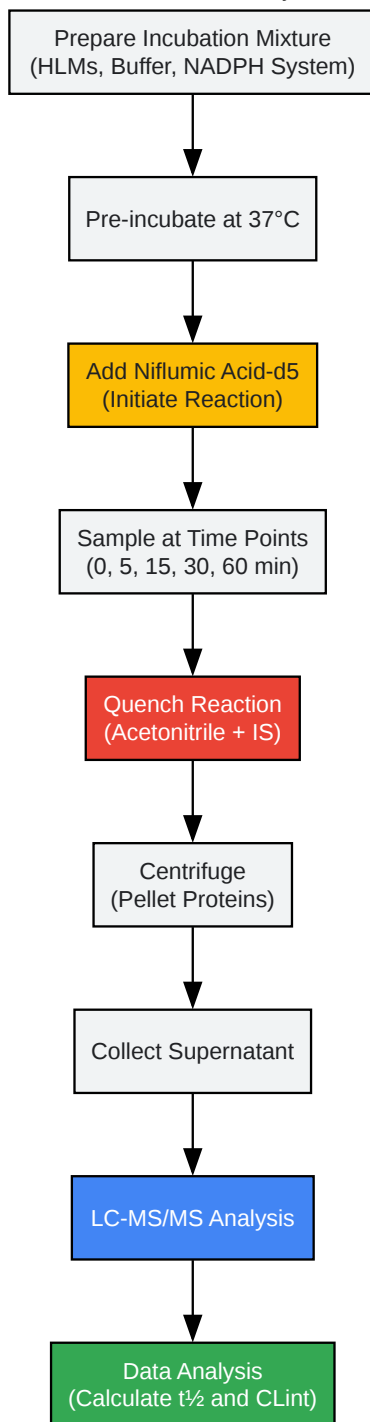 Prepare Incubation Mixture
(HLMs, Buffer, NADPH System)
Pre-incubate at 37°C
Add Niflumic Acid-d5
(Initiate Reaction)
Sample at Time Points
(0, 5, 15, 30, 60 min)
Quench Reaction
(Acetonitrile + IS)
Centrifuge
(Pellet Proteins)
Collect Supernatant
LC-MS/MS Analysis
Data Analysis
(Calculate t½ and CLint)